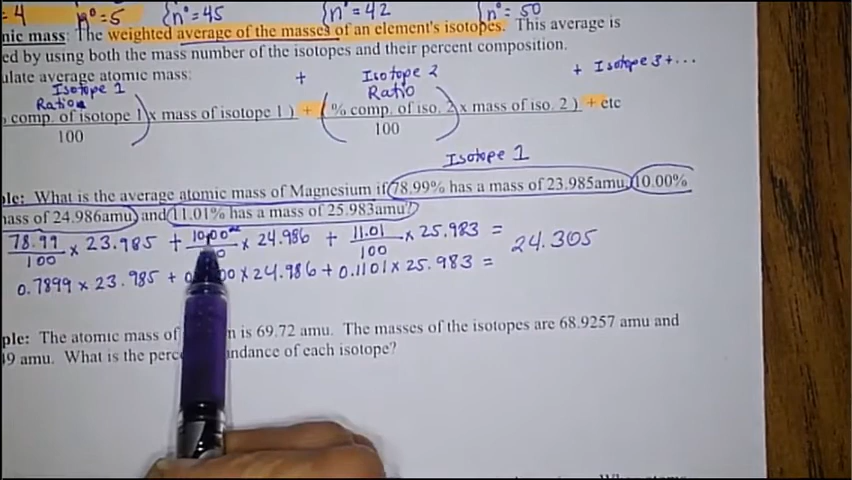 = 4 n° = 5 { n° = 45 { n° = 42 { n° = 50
mic mass: The weighted average of the masses of an element's isotopes. This average is
ed by using both the mass number of the isotopes and their percent composition.
ulate average atomic mass:
Isotope 1 Ratio + Isotope 2 Ratio + Isotope 3 + ...
comp. of isotope 1 x mass of isotope 1 ) + ( % comp. of iso. 2 x mass of iso. 2 ) + etc
100 100
Isotope 1
ple: What is the average atomic mass of Magnesium if 78.99% has a mass of 23.985amu, 10.00%
mass of 24.986amu and 11.01% has a mass of 25.983amu?
78.99/100 x 23.985 + 10.00/ x 24.986 + 11.01/100 x 25.983 = 24.305
0.7899 x 23.985 + x 24.986 + 0.1101 x 25.983 =
ple: The atomic mass of is 69.72 amu. The masses of the isotopes are 68.9257 amu and
49 amu. What is the perce undance of each isotope?